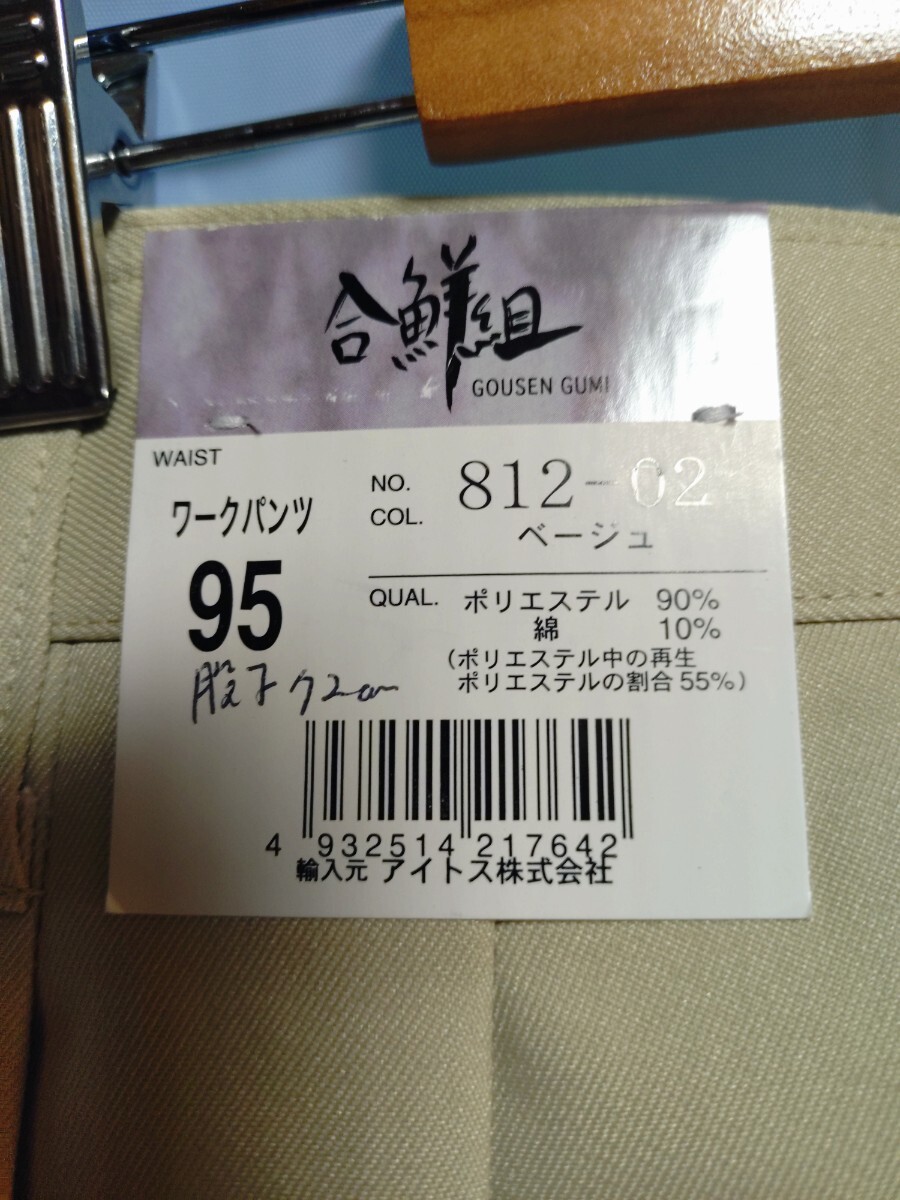 合鮮組
GOUSEN GUMI
WAIST
ワークパンツ
95
股下72cm
NO. 812-02
COL. ベージュ
QUAL. ポリエステル 90%
綿 10%
(ポリエステル中の再生
ポリエステルの割合55%)
4 932514 217642
輸入元 アイトス株式会社